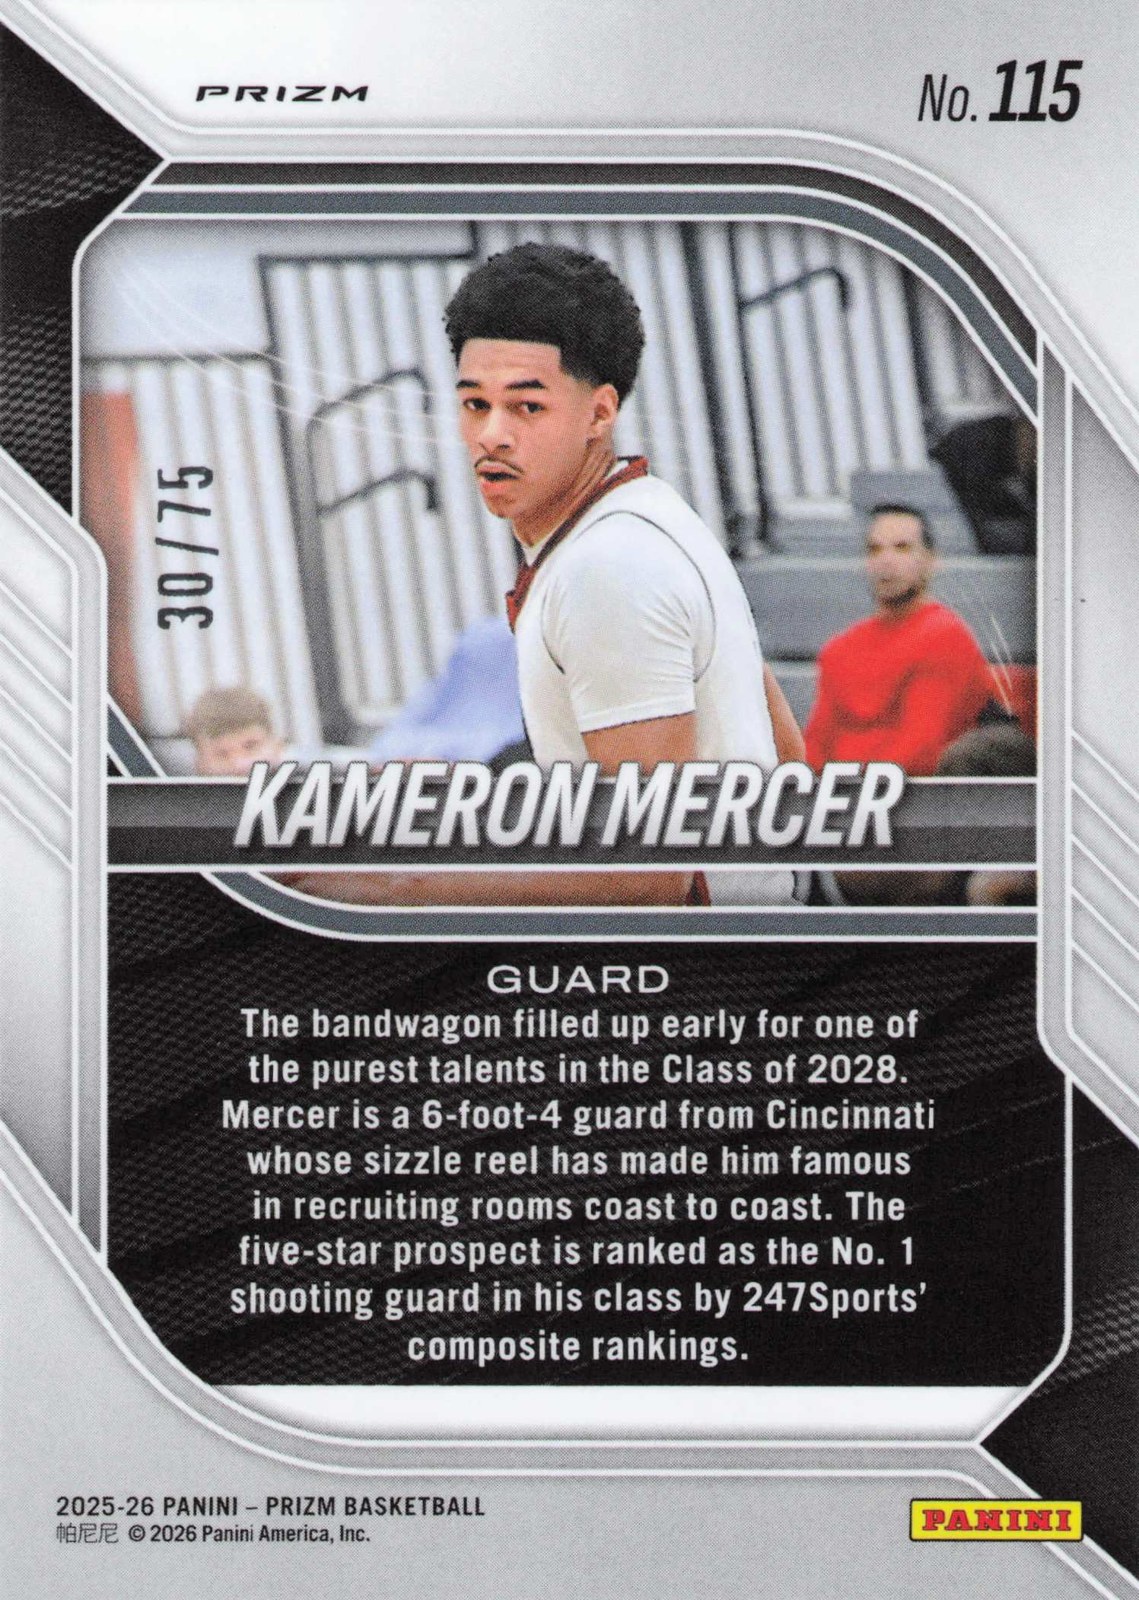 PRIZM
No. 115
30/75
KAMERON MERCER
GUARD
The bandwagon filled up early for one of
the purest talents in the Class of 2028.
Mercer is a 6-foot-4 guard from Cincinnati
whose sizzle reel has made him famous
in recruiting rooms coast to coast. The
five-star prospect is ranked as the No. 1
shooting guard in his class by 247Sports’
composite rankings.
2025-26 PANINI – PRIZM BASKETBALL
帕尼尼 © 2026 Panini America, Inc.
PANINI